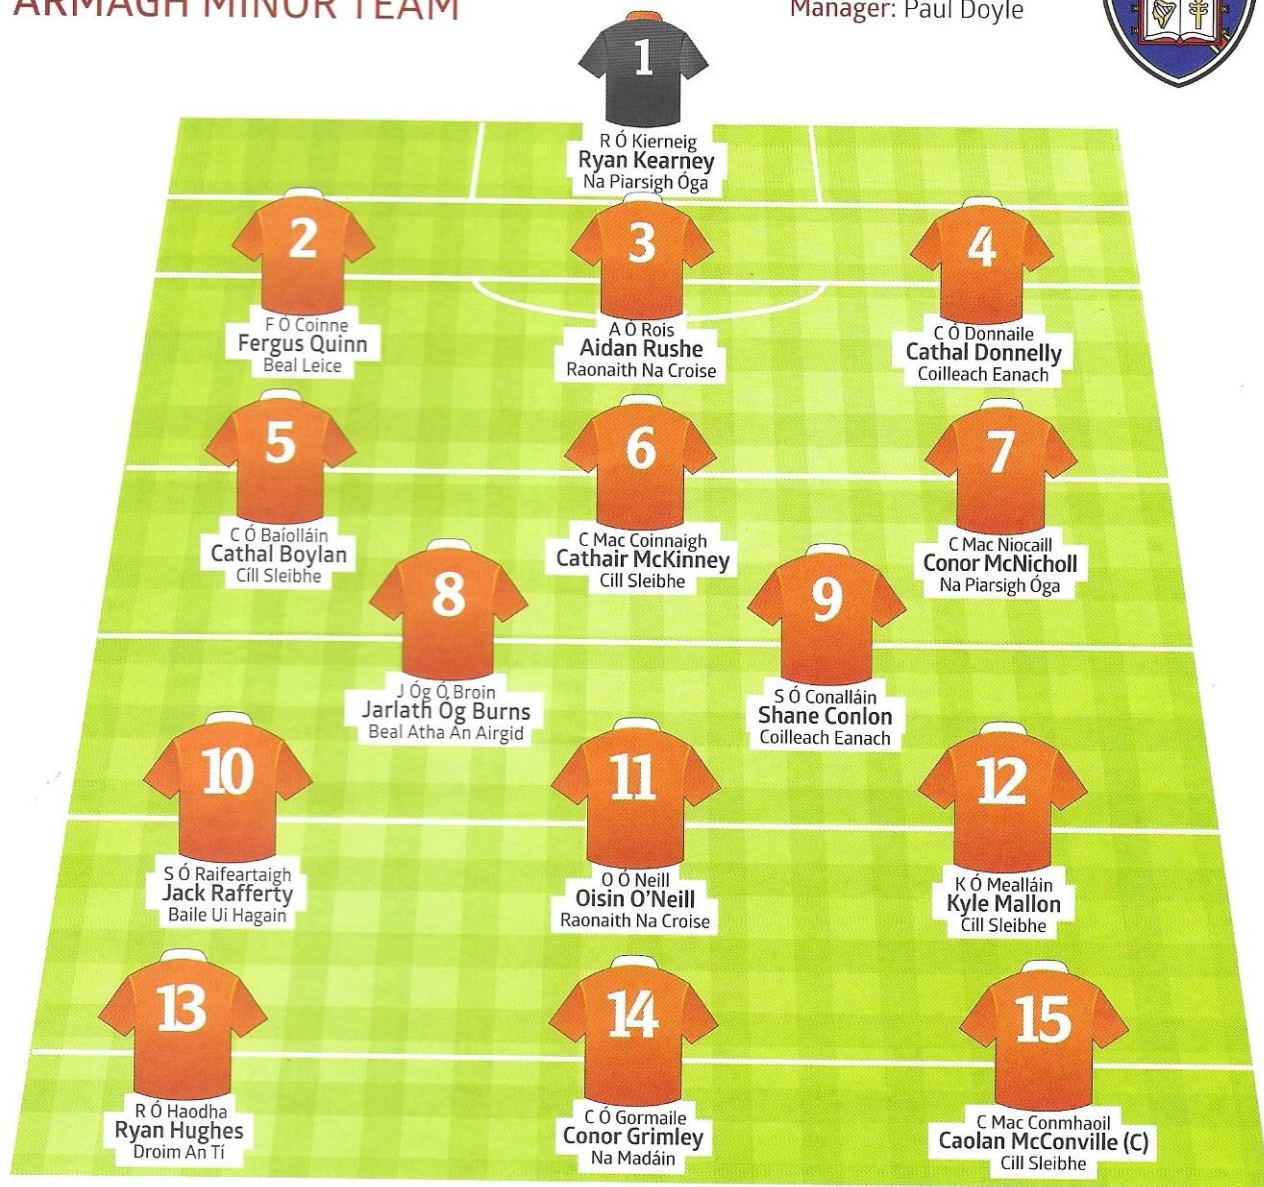 ARMAGH MINOR TEAM
Manager: Paul Doyle
1
R Ó Kierneig
Ryan Kearney
Na Piarsigh Óga
2
F Ó Coinne
Fergus Quinn
Beal Leice
3
A Ó Rois
Aidan Rushe
Raonaith Na Croise
4
C Ó Donnaile
Cathal Donnelly
Coilleach Eanach
5
C Ó Baíolláin
Cathal Boylan
Cíll Sleibhe
6
C Mac Coinnaigh
Cathair McKinney
Cill Sleibhe
7
C Mac Niocaill
Conor McNicholl
Na Piarsigh Óga
8
J Óg Ó Broin
Jarlath Óg Burns
Beal Atha An Airgid
9
S Ó Conalláin
Shane Conlon
Coilleach Eanach
10
S Ó Raifeartaigh
Jack Rafferty
Baile Ui Hagain
11
O Ó Neill
Oisin O'Neill
Raonaith Na Croise
12
K Ó Mealláin
Kyle Mallon
Cill Sleibhe
13
R Ó Haodha
Ryan Hughes
Droim An Tí
14
C Ó Gormaile
Conor Grimley
Na Madáin
15
C Mac Conmhaoil
Caolan McConville (C)
Cill Sleibhe